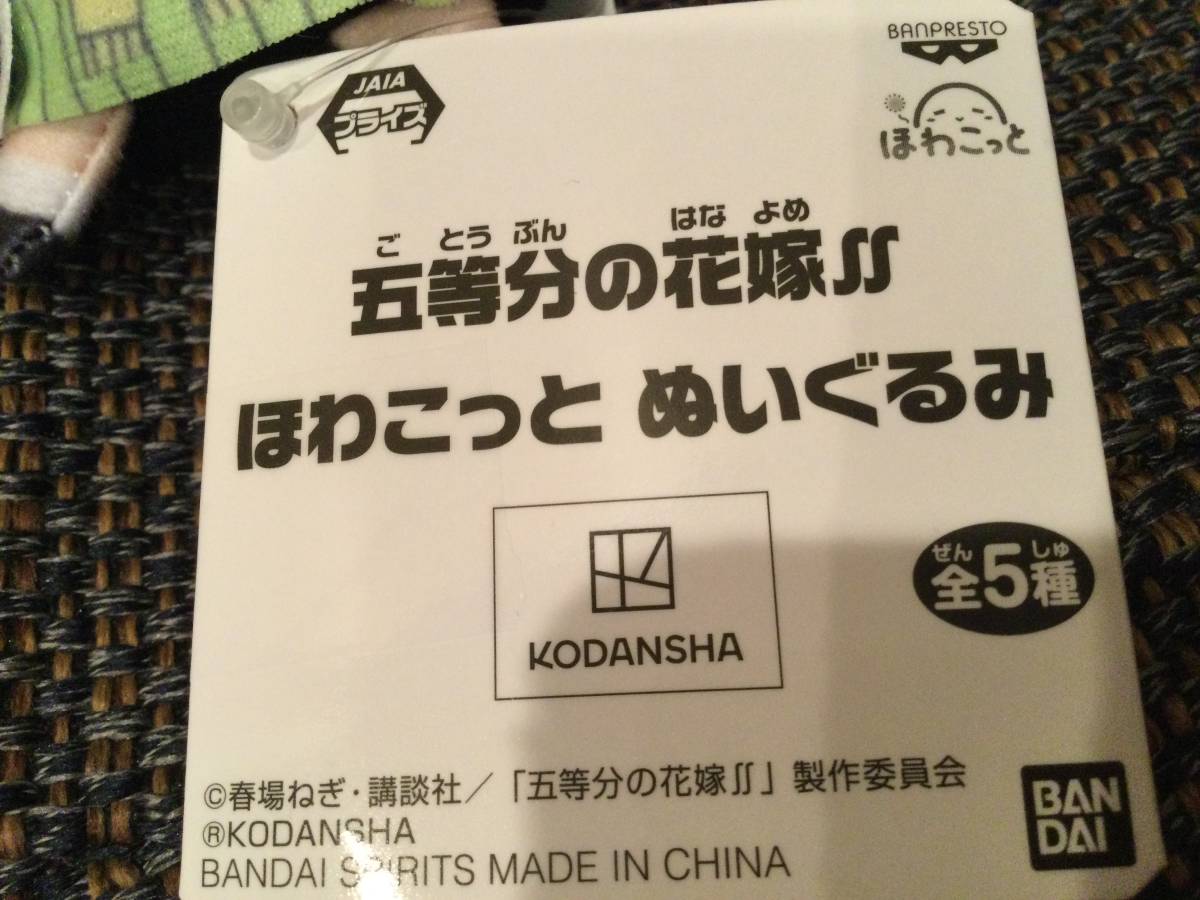 JAIA
プライズ
BANPRESTO
ほわこっと
ご とう ぶん はな よめ
五等分の花嫁∬
ほわこっと ぬいぐるみ
KODANSHA
ぜん しゅ
全5種
©春場ねぎ・講談社/「五等分の花嫁∬」製作委員会
®KODANSHA
BANDAI SPIRITS MADE IN CHINA
BAN
DAI